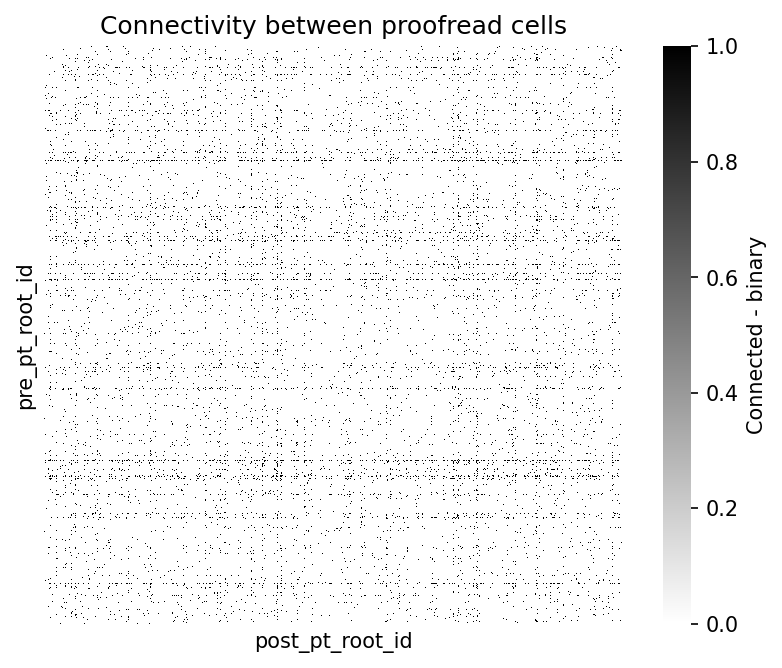 Connectivity between proofread cells
pre_pt_root_id
post_pt_root_id
1.0
0.8
0.6
0.4
0.2
0.0
Connected - binary